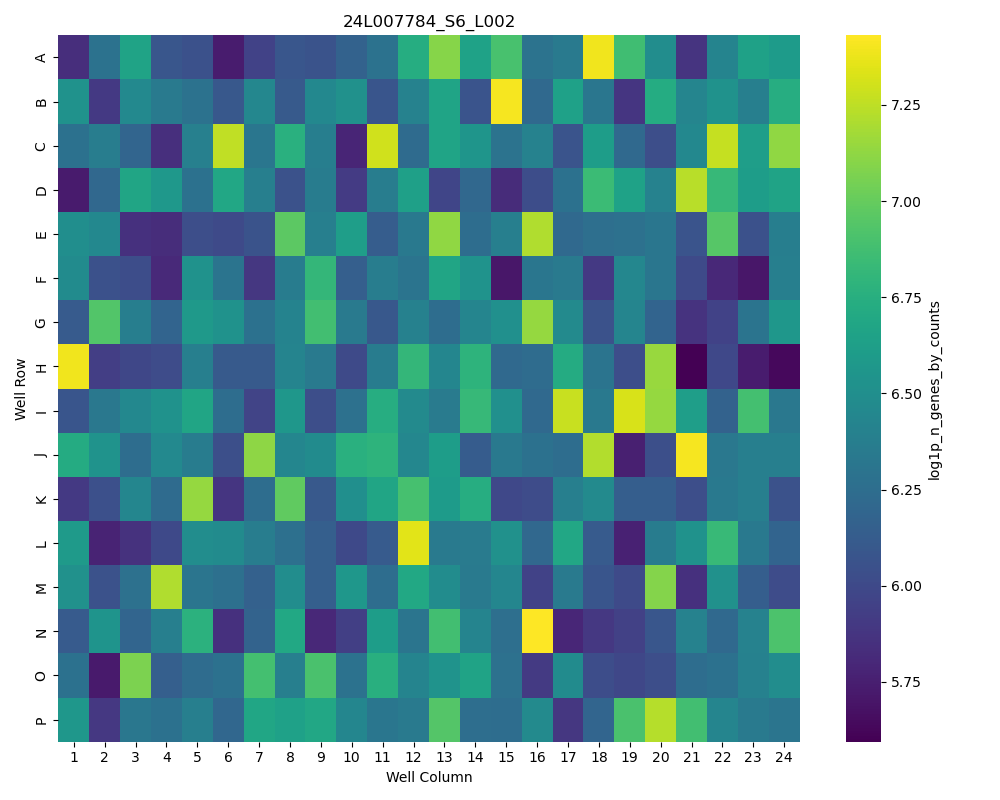 24L007784_S6_L002
A
B
C
D
E
F
G
H
I
J
K
L
M
N
O
P
Well Row
1 2 3 4 5 6 7 8 9 10 11 12 13 14 15 16 17 18 19 20 21 22 23 24
Well Column
7.25
7.00
6.75
6.50
6.25
6.00
5.75
log1p_n_genes_by_counts